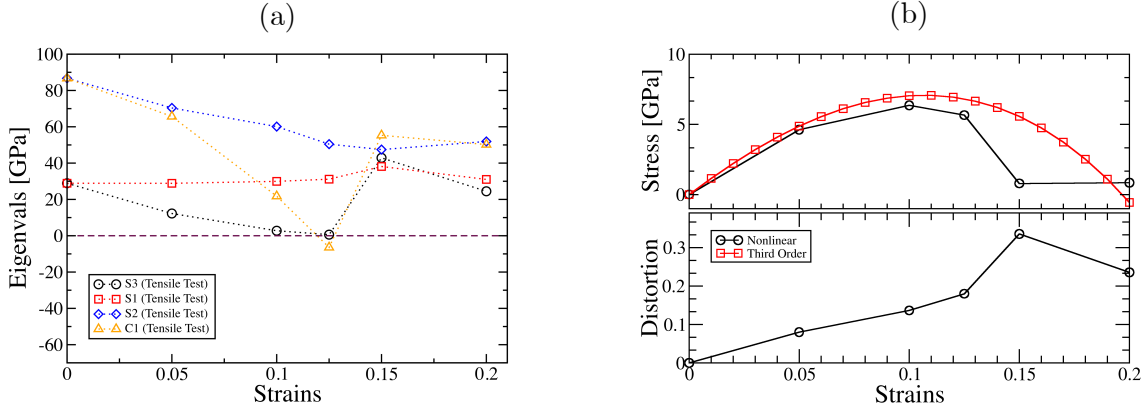 (a)
100
80
60
40
20
0
-20
-40
-60
Eigenvals [GPa]
S3 (Tensile Test)
S1 (Tensile Test)
S2 (Tensile Test)
C1 (Tensile Test)
0 0.05 0.1 0.15 0.2
Strains
(b)
10
5
0
Stress [GPa]
Nonlinear
Third Order
0.3
0.2
0.1
0
Distortion
0 0.05 0.1 0.15 0.2
Strains